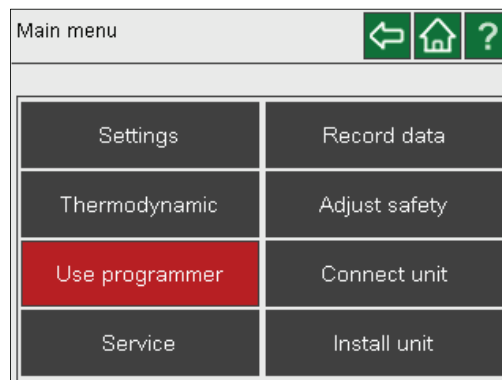 Main menu ?
Settings Record data
Thermodynamic Adjust safety
Use programmer Connect unit
Service Install unit